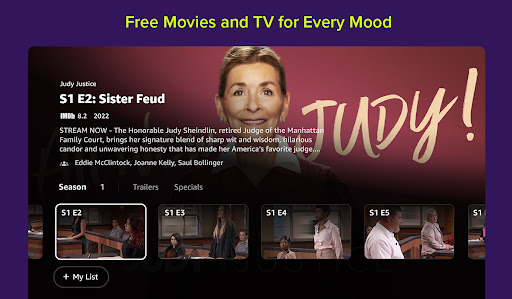 Free Movies and TV for Every Mood
Judy Justice
S1 E2: Sister Feud
IMDb 8.2 2022
STREAM NOW - The Honorable Judy Sheindlin, retired Judge of the Manhattan
Family Court, brings her signature blend of sharp wit and wisdom, hilarious
candor and unwavering honesty that has made her America's favorite judge....
Eddie McClintock, Joanne Kelly, Saul Bollinger
JUDY!
Season 1 Trailers Specials
S1 E2 S1 E3 S1 E4 S1 E5
+ My List